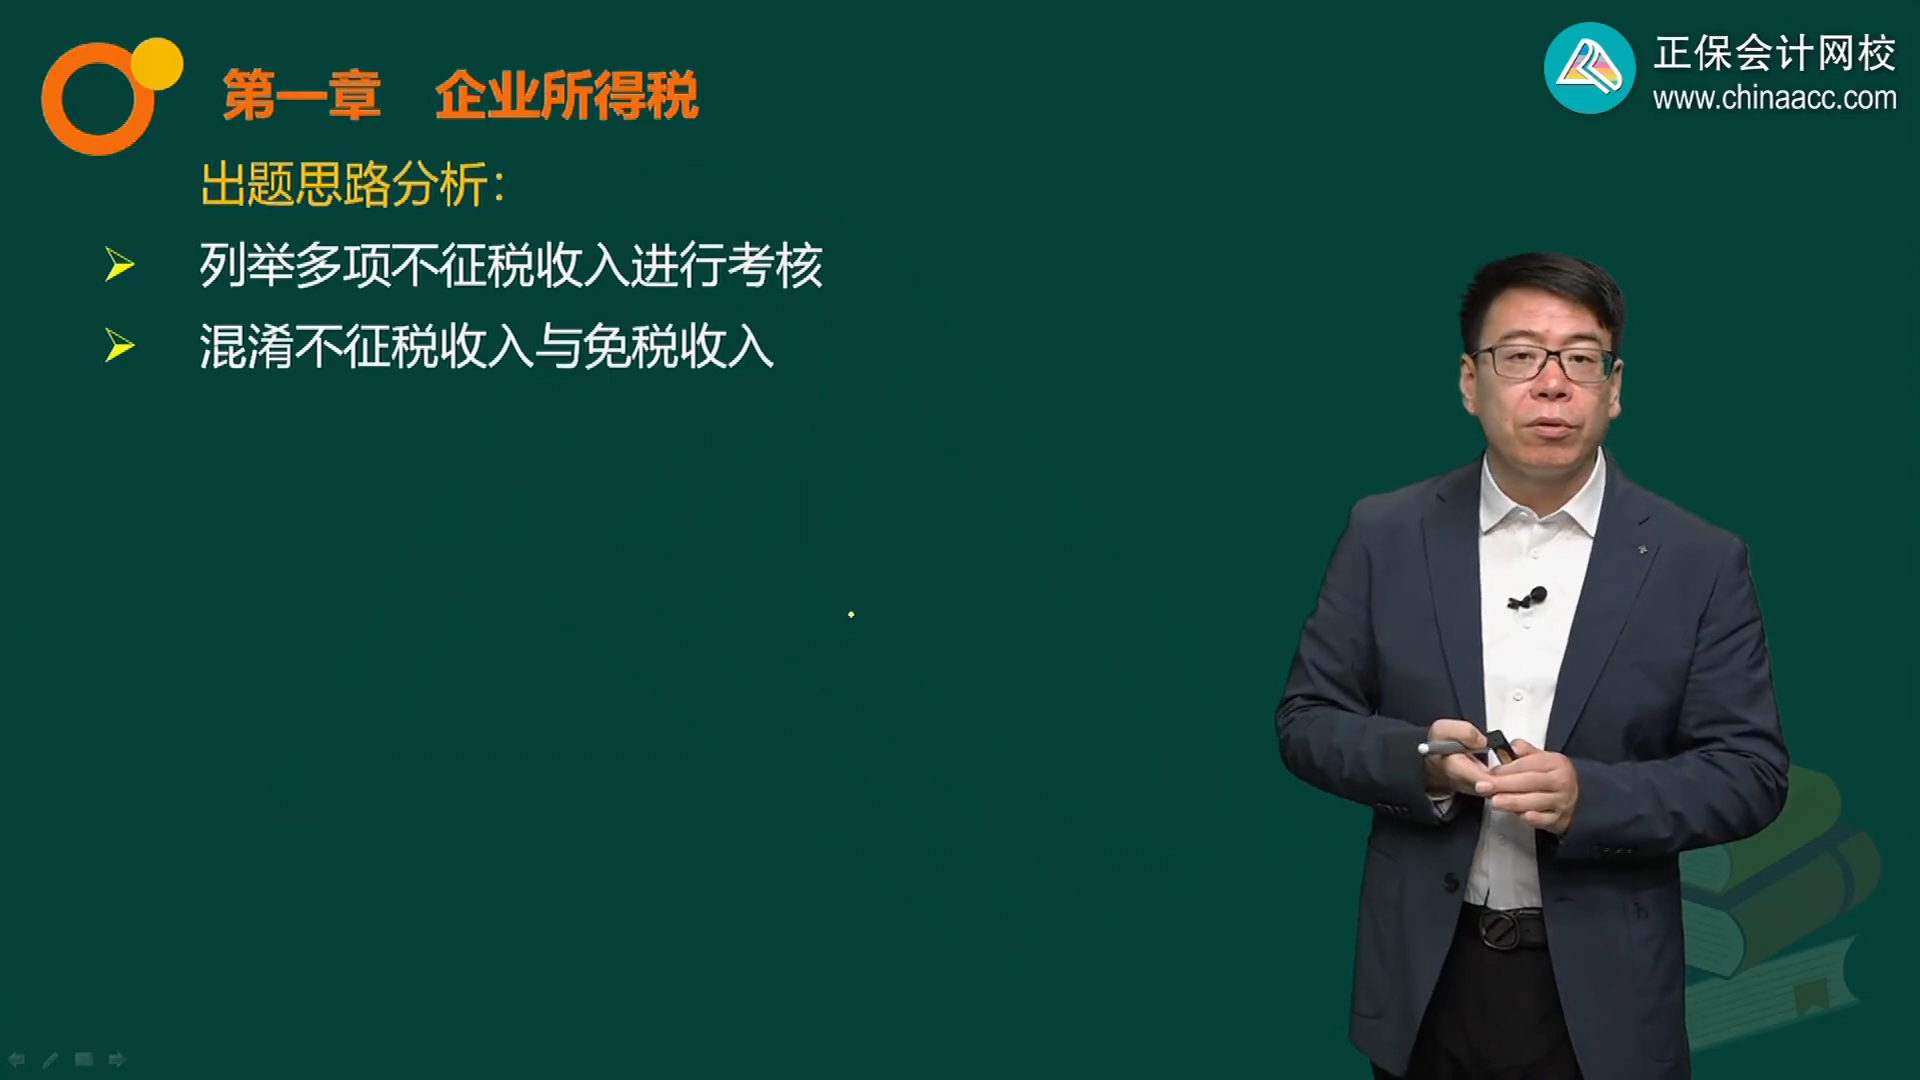 正保会计网校
www.chinaacc.com
第一章 企业所得税
出题思路分析：
列举多项不征税收入进行考核
混淆不征税收入与免税收入